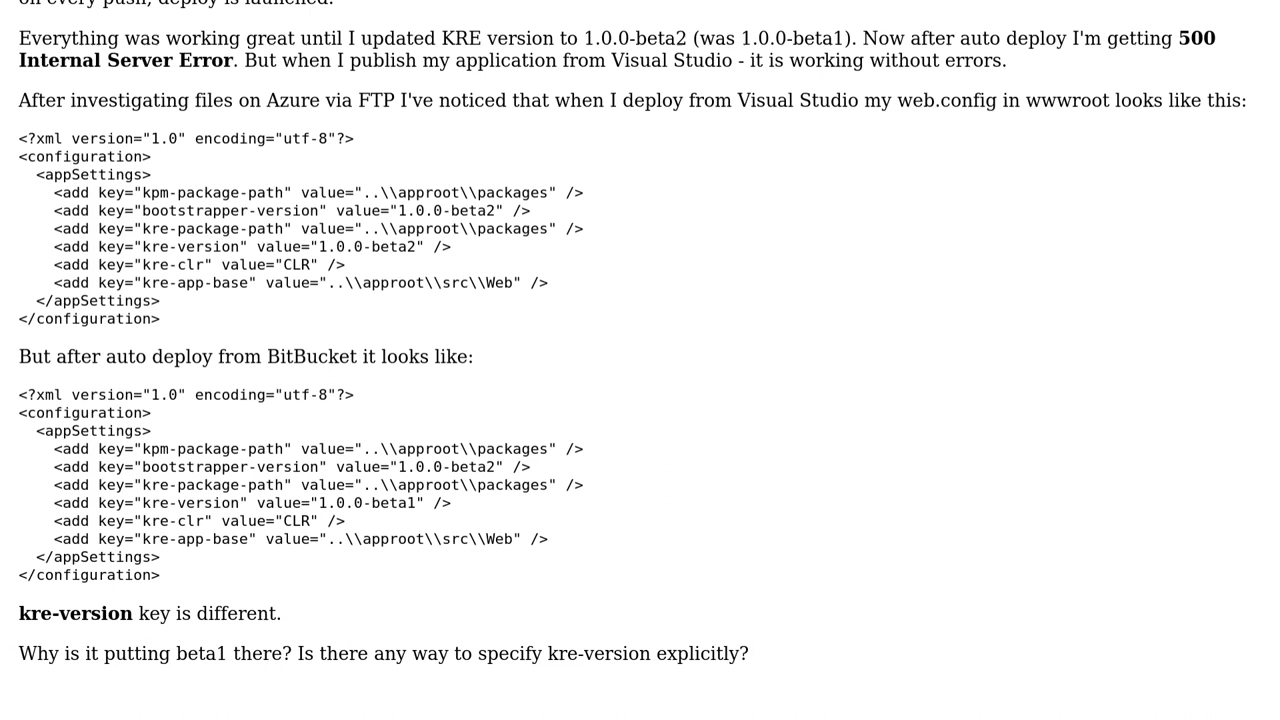 on every push, deploy is launched.
Everything was working great until I updated KRE version to 1.0.0-beta2 (was 1.0.0-beta1). Now after auto deploy I'm getting 500
Internal Server Error. But when I publish my application from Visual Studio - it is working without errors.
After investigating files on Azure via FTP I've noticed that when I deploy from Visual Studio my web.config in wwwroot looks like this:
<?xml version="1.0" encoding="utf-8"?>
<configuration>
  <appSettings>
    <add key="kpm-package-path" value="..\\approot\\packages" />
    <add key="bootstrapper-version" value="1.0.0-beta2" />
    <add key="kre-package-path" value="..\\approot\\packages" />
    <add key="kre-version" value="1.0.0-beta2" />
    <add key="kre-clr" value="CLR" />
    <add key="kre-app-base" value="..\\approot\\src\\Web" />
  </appSettings>
</configuration>
But after auto deploy from BitBucket it looks like:
<?xml version="1.0" encoding="utf-8"?>
<configuration>
  <appSettings>
    <add key="kpm-package-path" value="..\\approot\\packages" />
    <add key="bootstrapper-version" value="1.0.0-beta2" />
    <add key="kre-package-path" value="..\\approot\\packages" />
    <add key="kre-version" value="1.0.0-beta1" />
    <add key="kre-clr" value="CLR" />
    <add key="kre-app-base" value="..\\approot\\src\\Web" />
  </appSettings>
</configuration>
kre-version key is different.
Why is it putting beta1 there? Is there any way to specify kre-version explicitly?